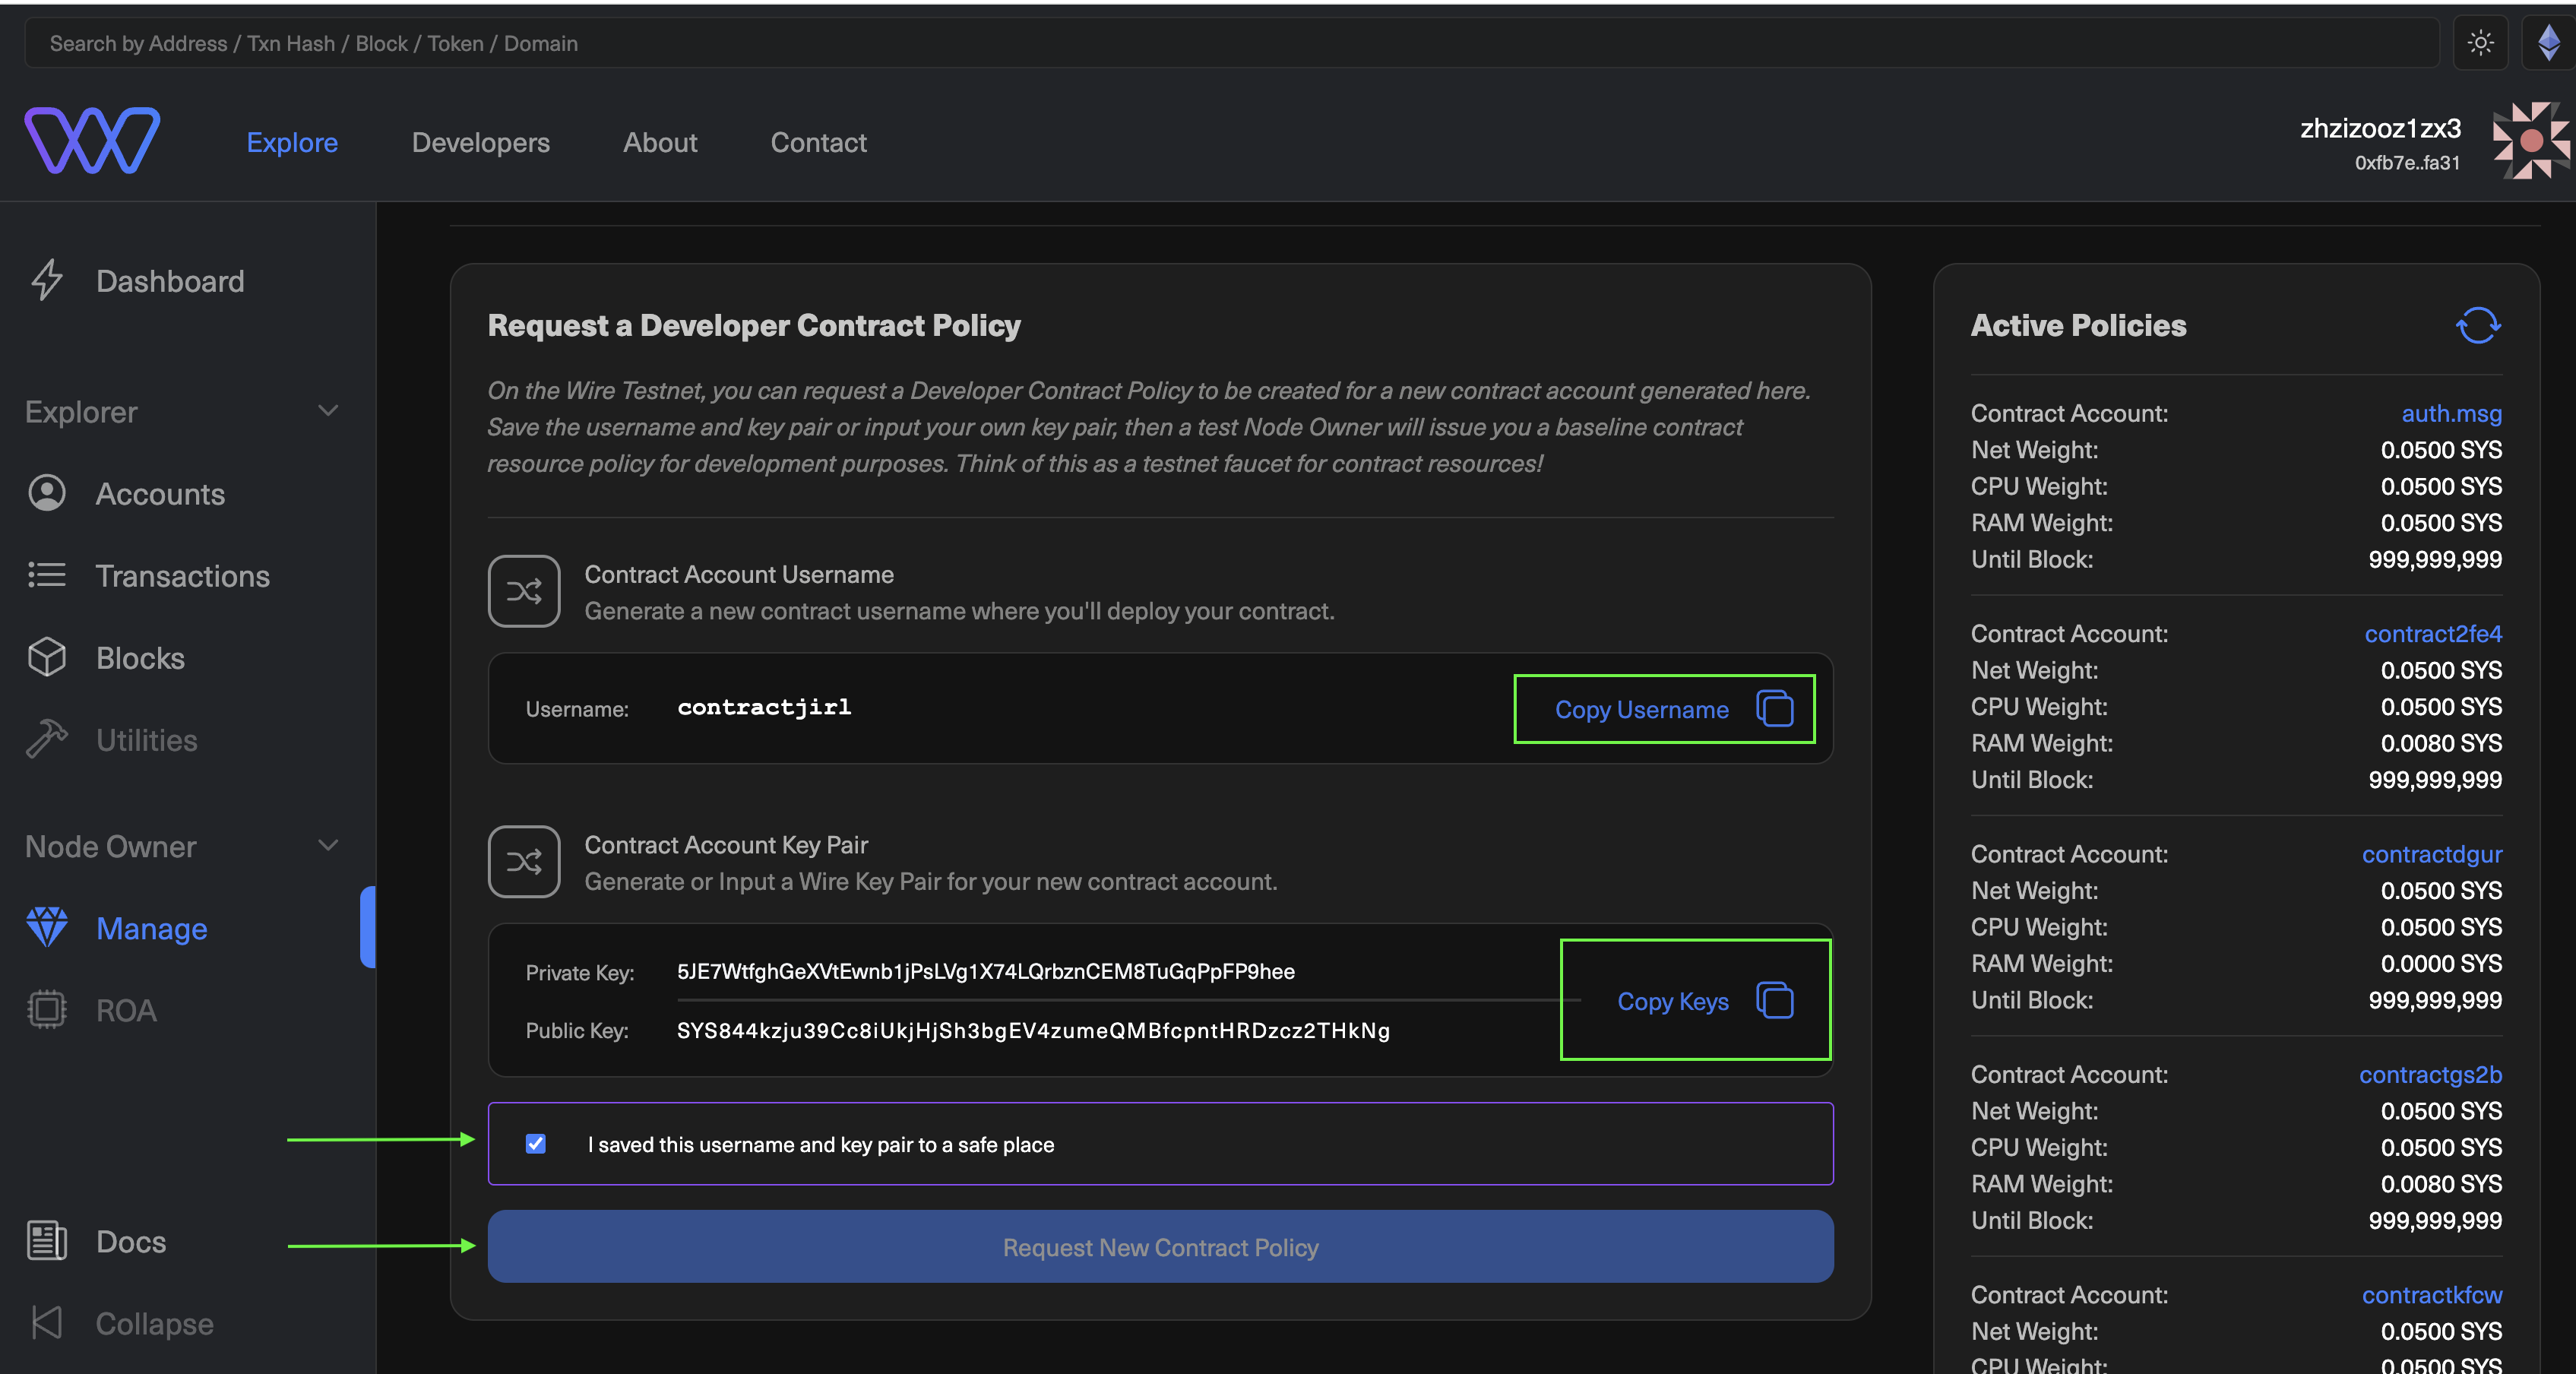 Search by Address / Txn Hash / Block / Token / Domain
Explore
Developers
About
Contact
zhzizooz1zx3
0xfb7e..fa31
Dashboard
Explorer
Accounts
Transactions
Blocks
Utilities
Node Owner
Manage
ROA
Docs
Collapse
Request a Developer Contract Policy
On the Wire Testnet, you can request a Developer Contract Policy to be created for a new contract account generated here.
Save the username and key pair or input your own key pair, then a test Node Owner will issue you a baseline contract
resource policy for development purposes. Think of this as a testnet faucet for contract resources!
Contract Account Username
Generate a new contract username where you'll deploy your contract.
Username: contractjirl
Copy Username
Contract Account Key Pair
Generate or Input a Wire Key Pair for your new contract account.
Private Key: 5JE7WtfghGeXVtEwnb1jPsLVg1X74LQrbznCEM8TuGqPpFP9hee
Public Key: SYS844kzju39Cc8iUkjHjSh3bgEV4zumeQMBfcpntHRDzcz2THkNg
Copy Keys
I saved this username and key pair to a safe place
Request New Contract Policy
Active Policies
Contract Account: auth.msg
Net Weight: 0.0500 SYS
CPU Weight: 0.0500 SYS
RAM Weight: 0.0500 SYS
Until Block: 999,999,999
Contract Account: contract2fe4
Net Weight: 0.0500 SYS
CPU Weight: 0.0500 SYS
RAM Weight: 0.0080 SYS
Until Block: 999,999,999
Contract Account: contractdgur
Net Weight: 0.0500 SYS
CPU Weight: 0.0500 SYS
RAM Weight: 0.0000 SYS
Until Block: 999,999,999
Contract Account: contractgs2b
Net Weight: 0.0500 SYS
CPU Weight: 0.0500 SYS
RAM Weight: 0.0080 SYS
Until Block: 999,999,999
Contract Account: contractkfcw
Net Weight: 0.0500 SYS
CPU Weight: 0.0500 SYS